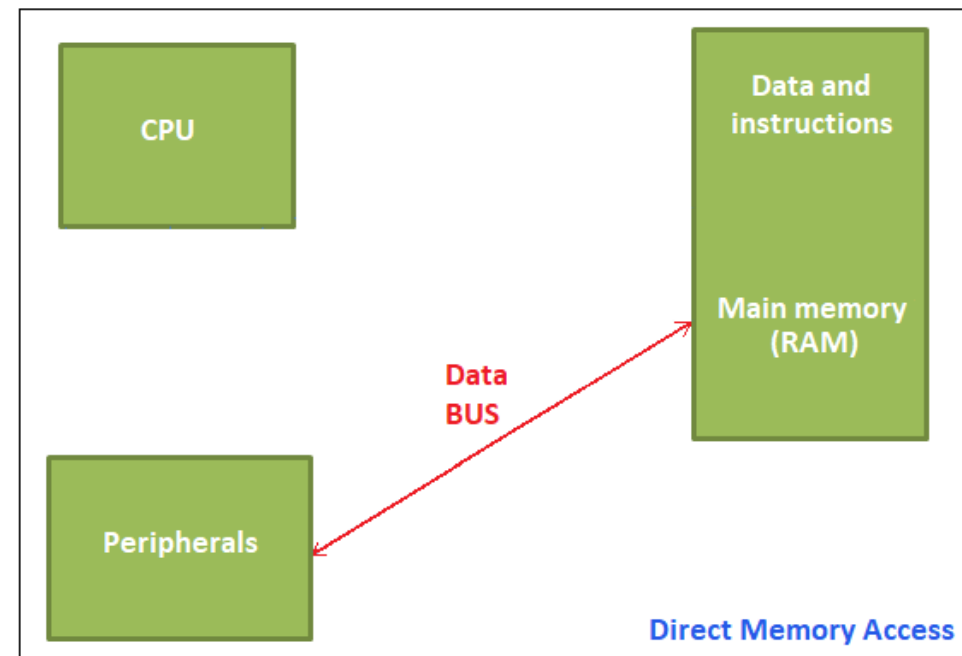 CPU
Data and
instructions
Main memory
(RAM)
Data
BUS
Peripherals
Direct Memory Access